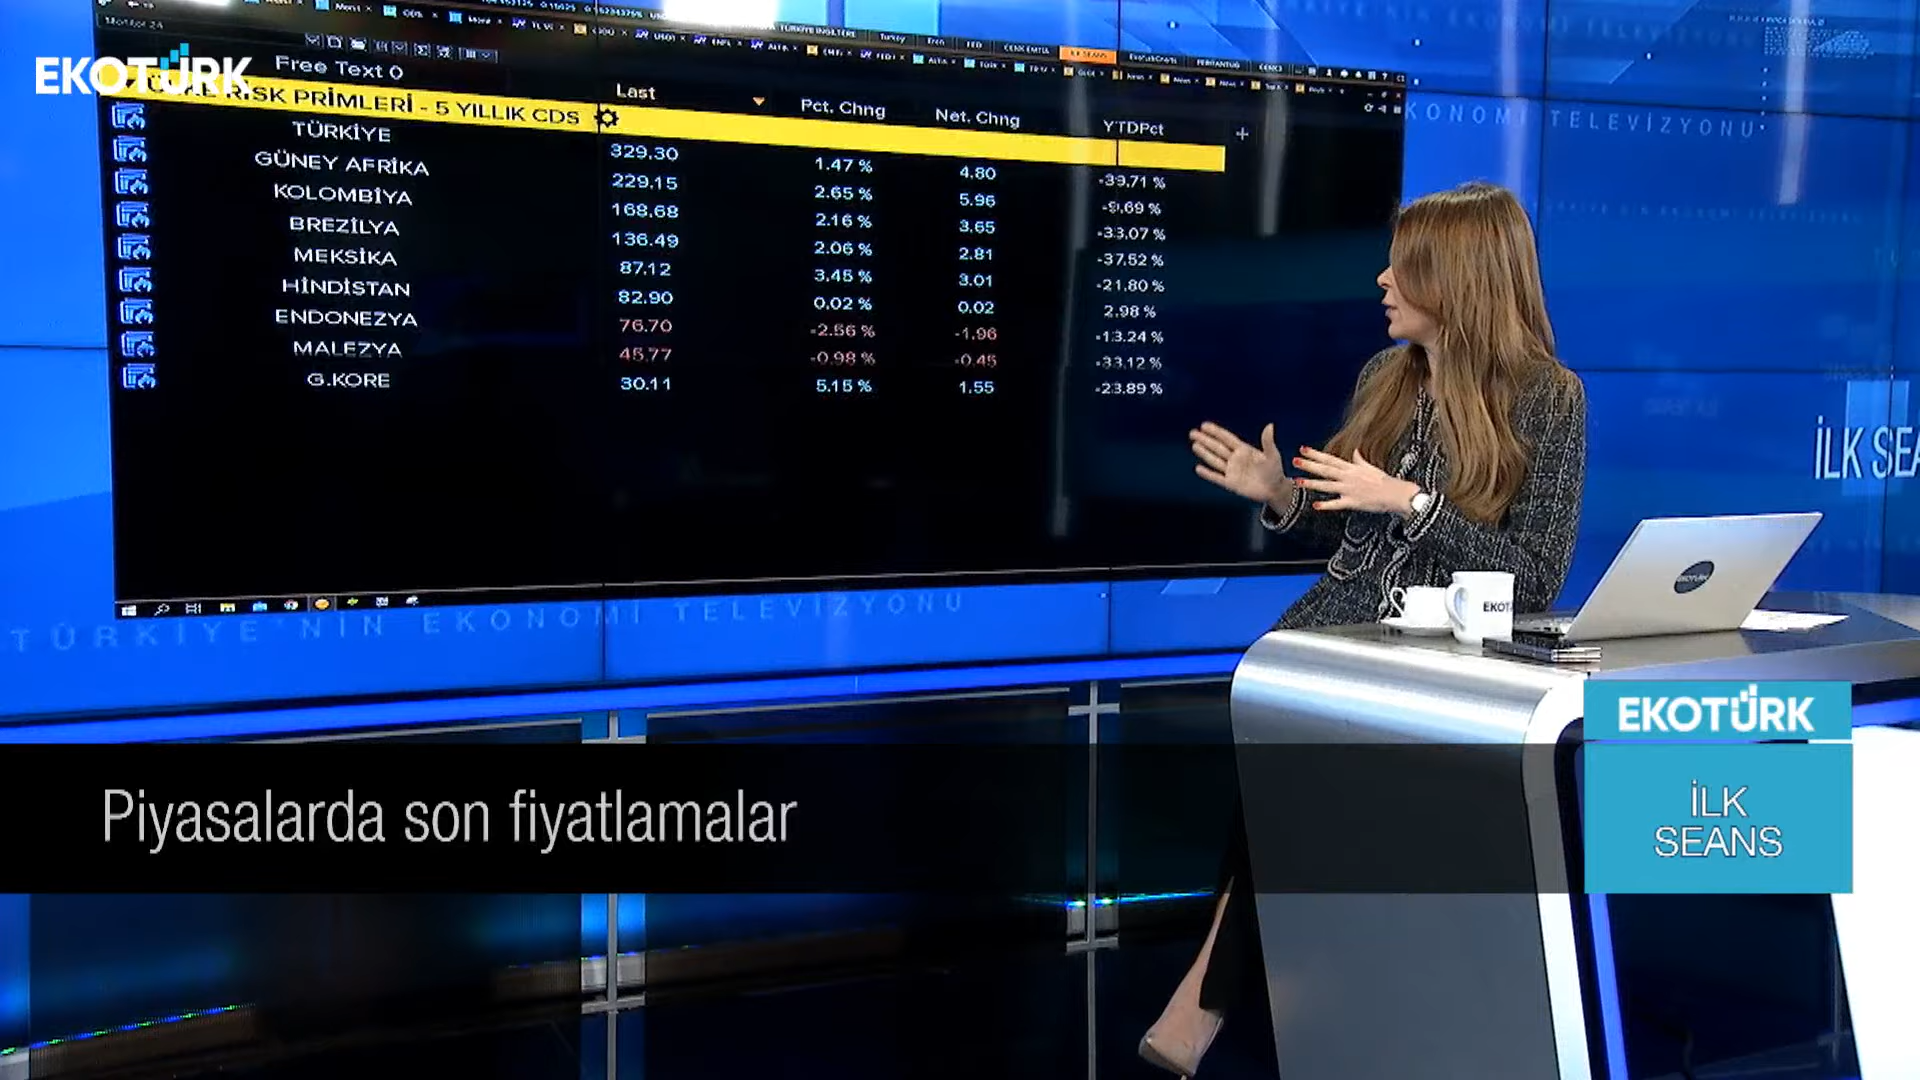 EKOTÜRK
Free Text 0
Last
Pct. Chng
Net. Chng
YTDPct
RİSK PRİMLERİ - 5 YILLIK CDS
TÜRKİYE 329.30 1.47 % 4.80 -39.71 %
GÜNEY AFRİKA 229.15 2.65 % 5.96 -9.69 %
KOLOMBİYA 168.68 2.16 % 3.65 -33.07 %
BREZİLYA 136.49 2.06 % 2.81 -37.52 %
MEKSİKA 87.12 3.45 % 3.01 -21.80 %
HİNDİSTAN 82.90 0.02 % 0.02 2.98 %
ENDONEZYA 76.70 -2.56 % -1.96 -13.24 %
MALEZYA 45.77 -0.98 % -0.45 -33.12 %
G.KORE 30.11 5.15 % 1.55 -23.89 %
KONOMİ TELEVİZYONU
İLK SEA
TÜRKİYE'NİN EKONOMİ TELEVİZYONU
EKOTÜRK
EKOT
EKOTÜRK
Piyasalarda son fiyatlamalar
İLK
SEANS